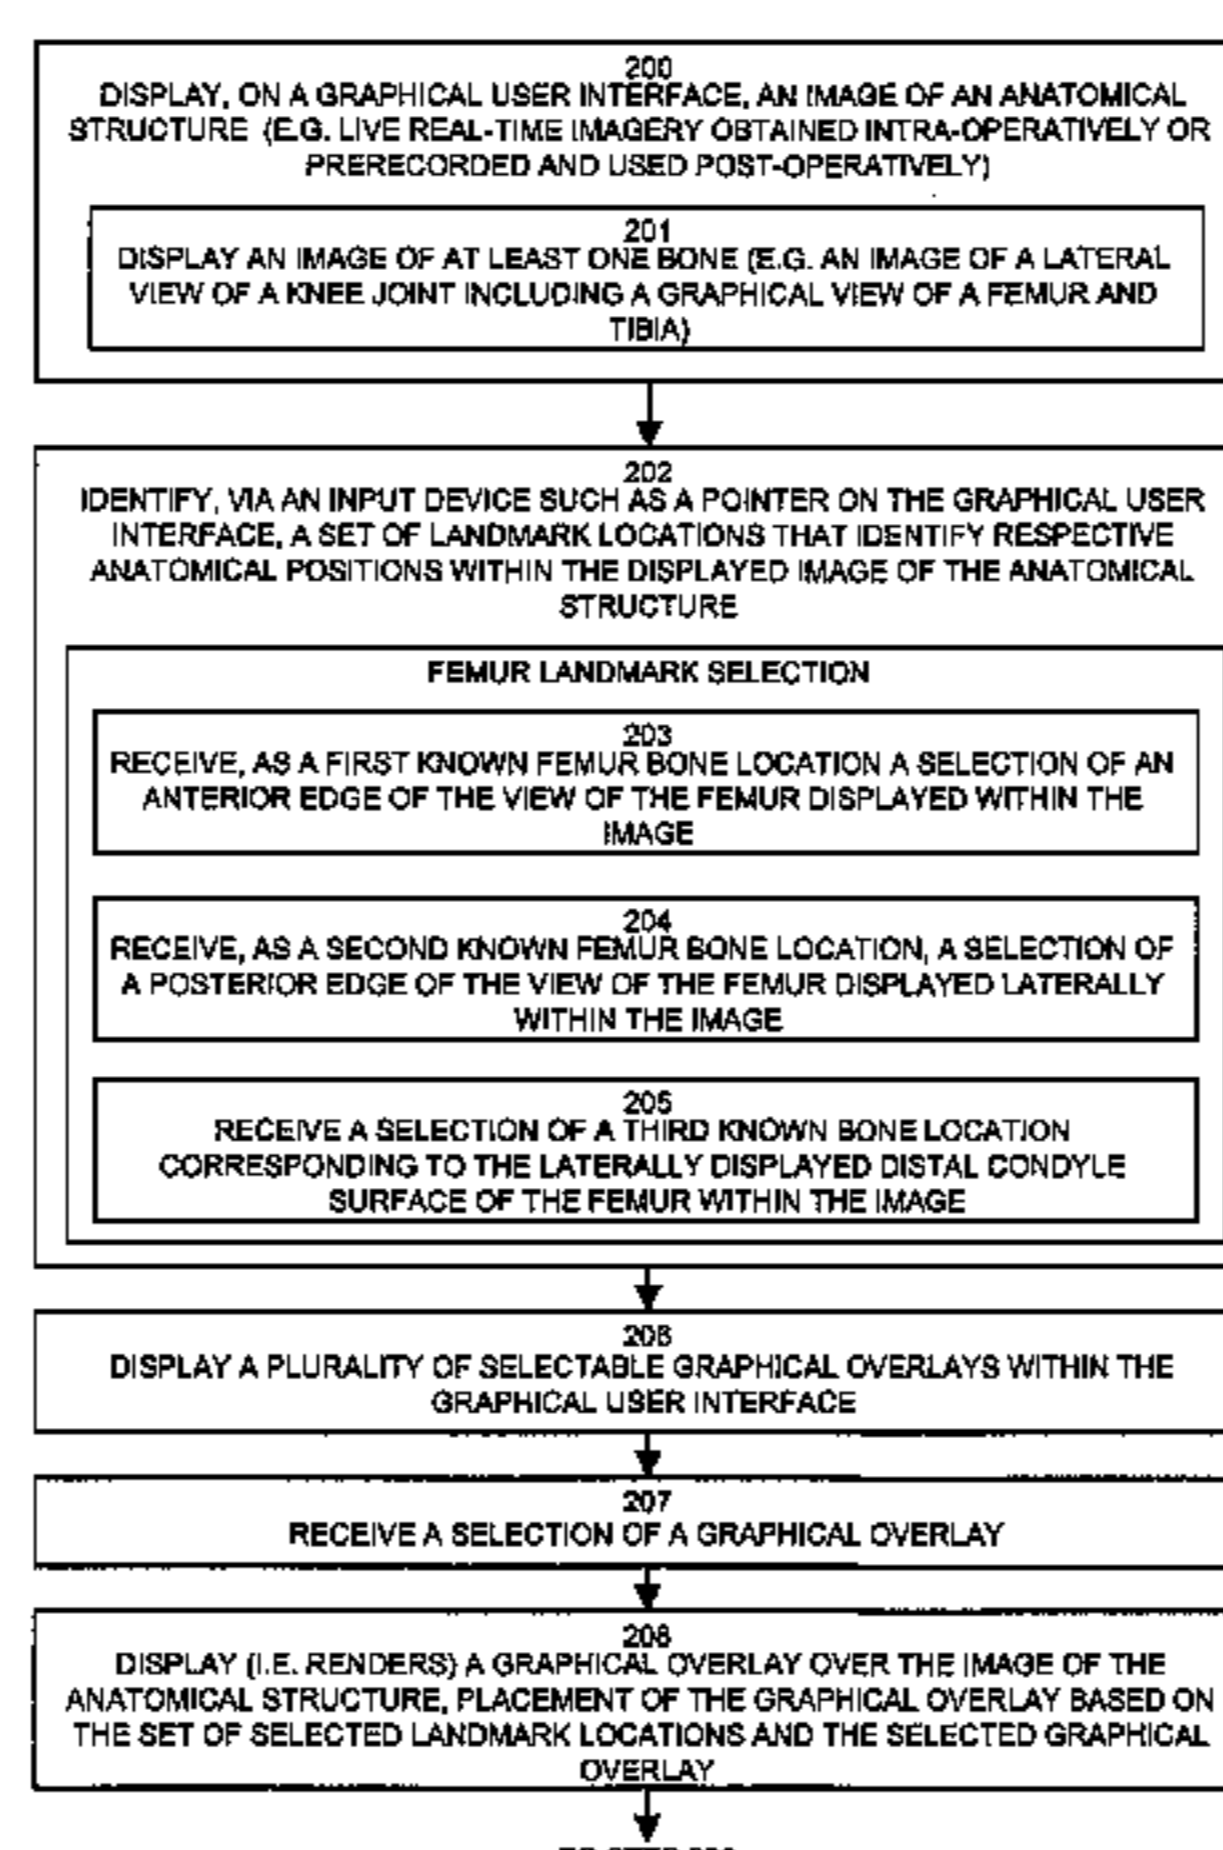 200
DISPLAY, ON A GRAPHICAL USER INTERFACE, AN IMAGE OF AN ANATOMICAL
STRUCTURE (E.G. LIVE REAL-TIME IMAGERY OBTAINED INTRA-OPERATIVELY OR
PRERECORDED AND USED POST-OPERATIVELY)
201
DISPLAY AN IMAGE OF AT LEAST ONE BONE (E.G. AN IMAGE OF A LATERAL
VIEW OF A KNEE JOINT INCLUDING A GRAPHICAL VIEW OF A FEMUR AND
TIBIA)
202
IDENTIFY, VIA AN INPUT DEVICE SUCH AS A POINTER ON THE GRAPHICAL USER
INTERFACE, A SET OF LANDMARK LOCATIONS THAT IDENTIFY RESPECTIVE
ANATOMICAL POSITIONS WITHIN THE DISPLAYED IMAGE OF THE ANATOMICAL
STRUCTURE
FEMUR LANDMARK SELECTION
203
RECEIVE, AS A FIRST KNOWN FEMUR BONE LOCATION A SELECTION OF AN
ANTERIOR EDGE OF THE VIEW OF THE FEMUR DISPLAYED WITHIN THE
IMAGE
204
RECEIVE, AS A SECOND KNOWN FEMUR BONE LOCATION, A SELECTION OF
A POSTERIOR EDGE OF THE VIEW OF THE FEMUR DISPLAYED LATERALLY
WITHIN THE IMAGE
205
RECEIVE A SELECTION OF A THIRD KNOWN BONE LOCATION
CORRESPONDING TO THE LATERALLY DISPLAYED DISTAL CONDYLE
SURFACE OF THE FEMUR WITHIN THE IMAGE
206
DISPLAY A PLURALITY OF SELECTABLE GRAPHICAL OVERLAYS WITHIN THE
GRAPHICAL USER INTERFACE
207
RECEIVE A SELECTION OF A GRAPHICAL OVERLAY
208
DISPLAY (I.E. RENDERS) A GRAPHICAL OVERLAY OVER THE IMAGE OF THE
ANATOMICAL STRUCTURE, PLACEMENT OF THE GRAPHICAL OVERLAY BASED ON
THE SET OF SELECTED LANDMARK LOCATIONS AND THE SELECTED GRAPHICAL
OVERLAY